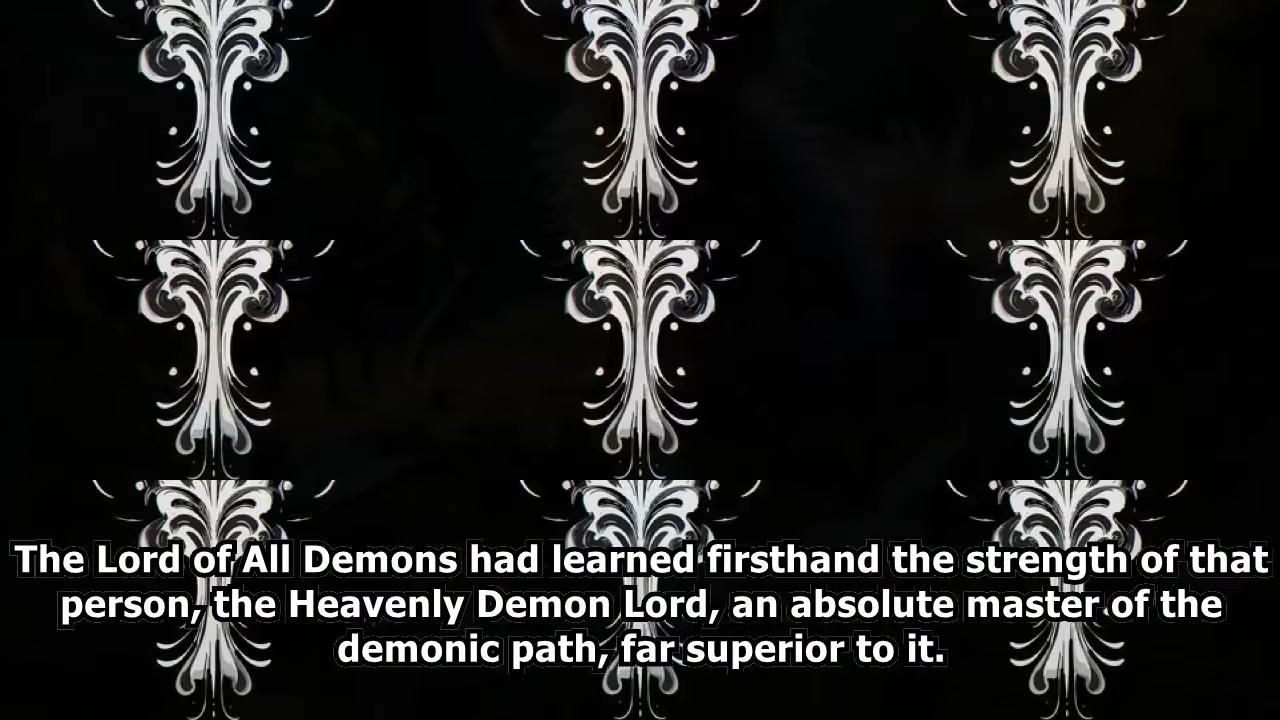 The Lord of All Demons had learned firsthand the strength of that
person, the Heavenly Demon Lord, an absolute master of the
demonic path, far superior to it.